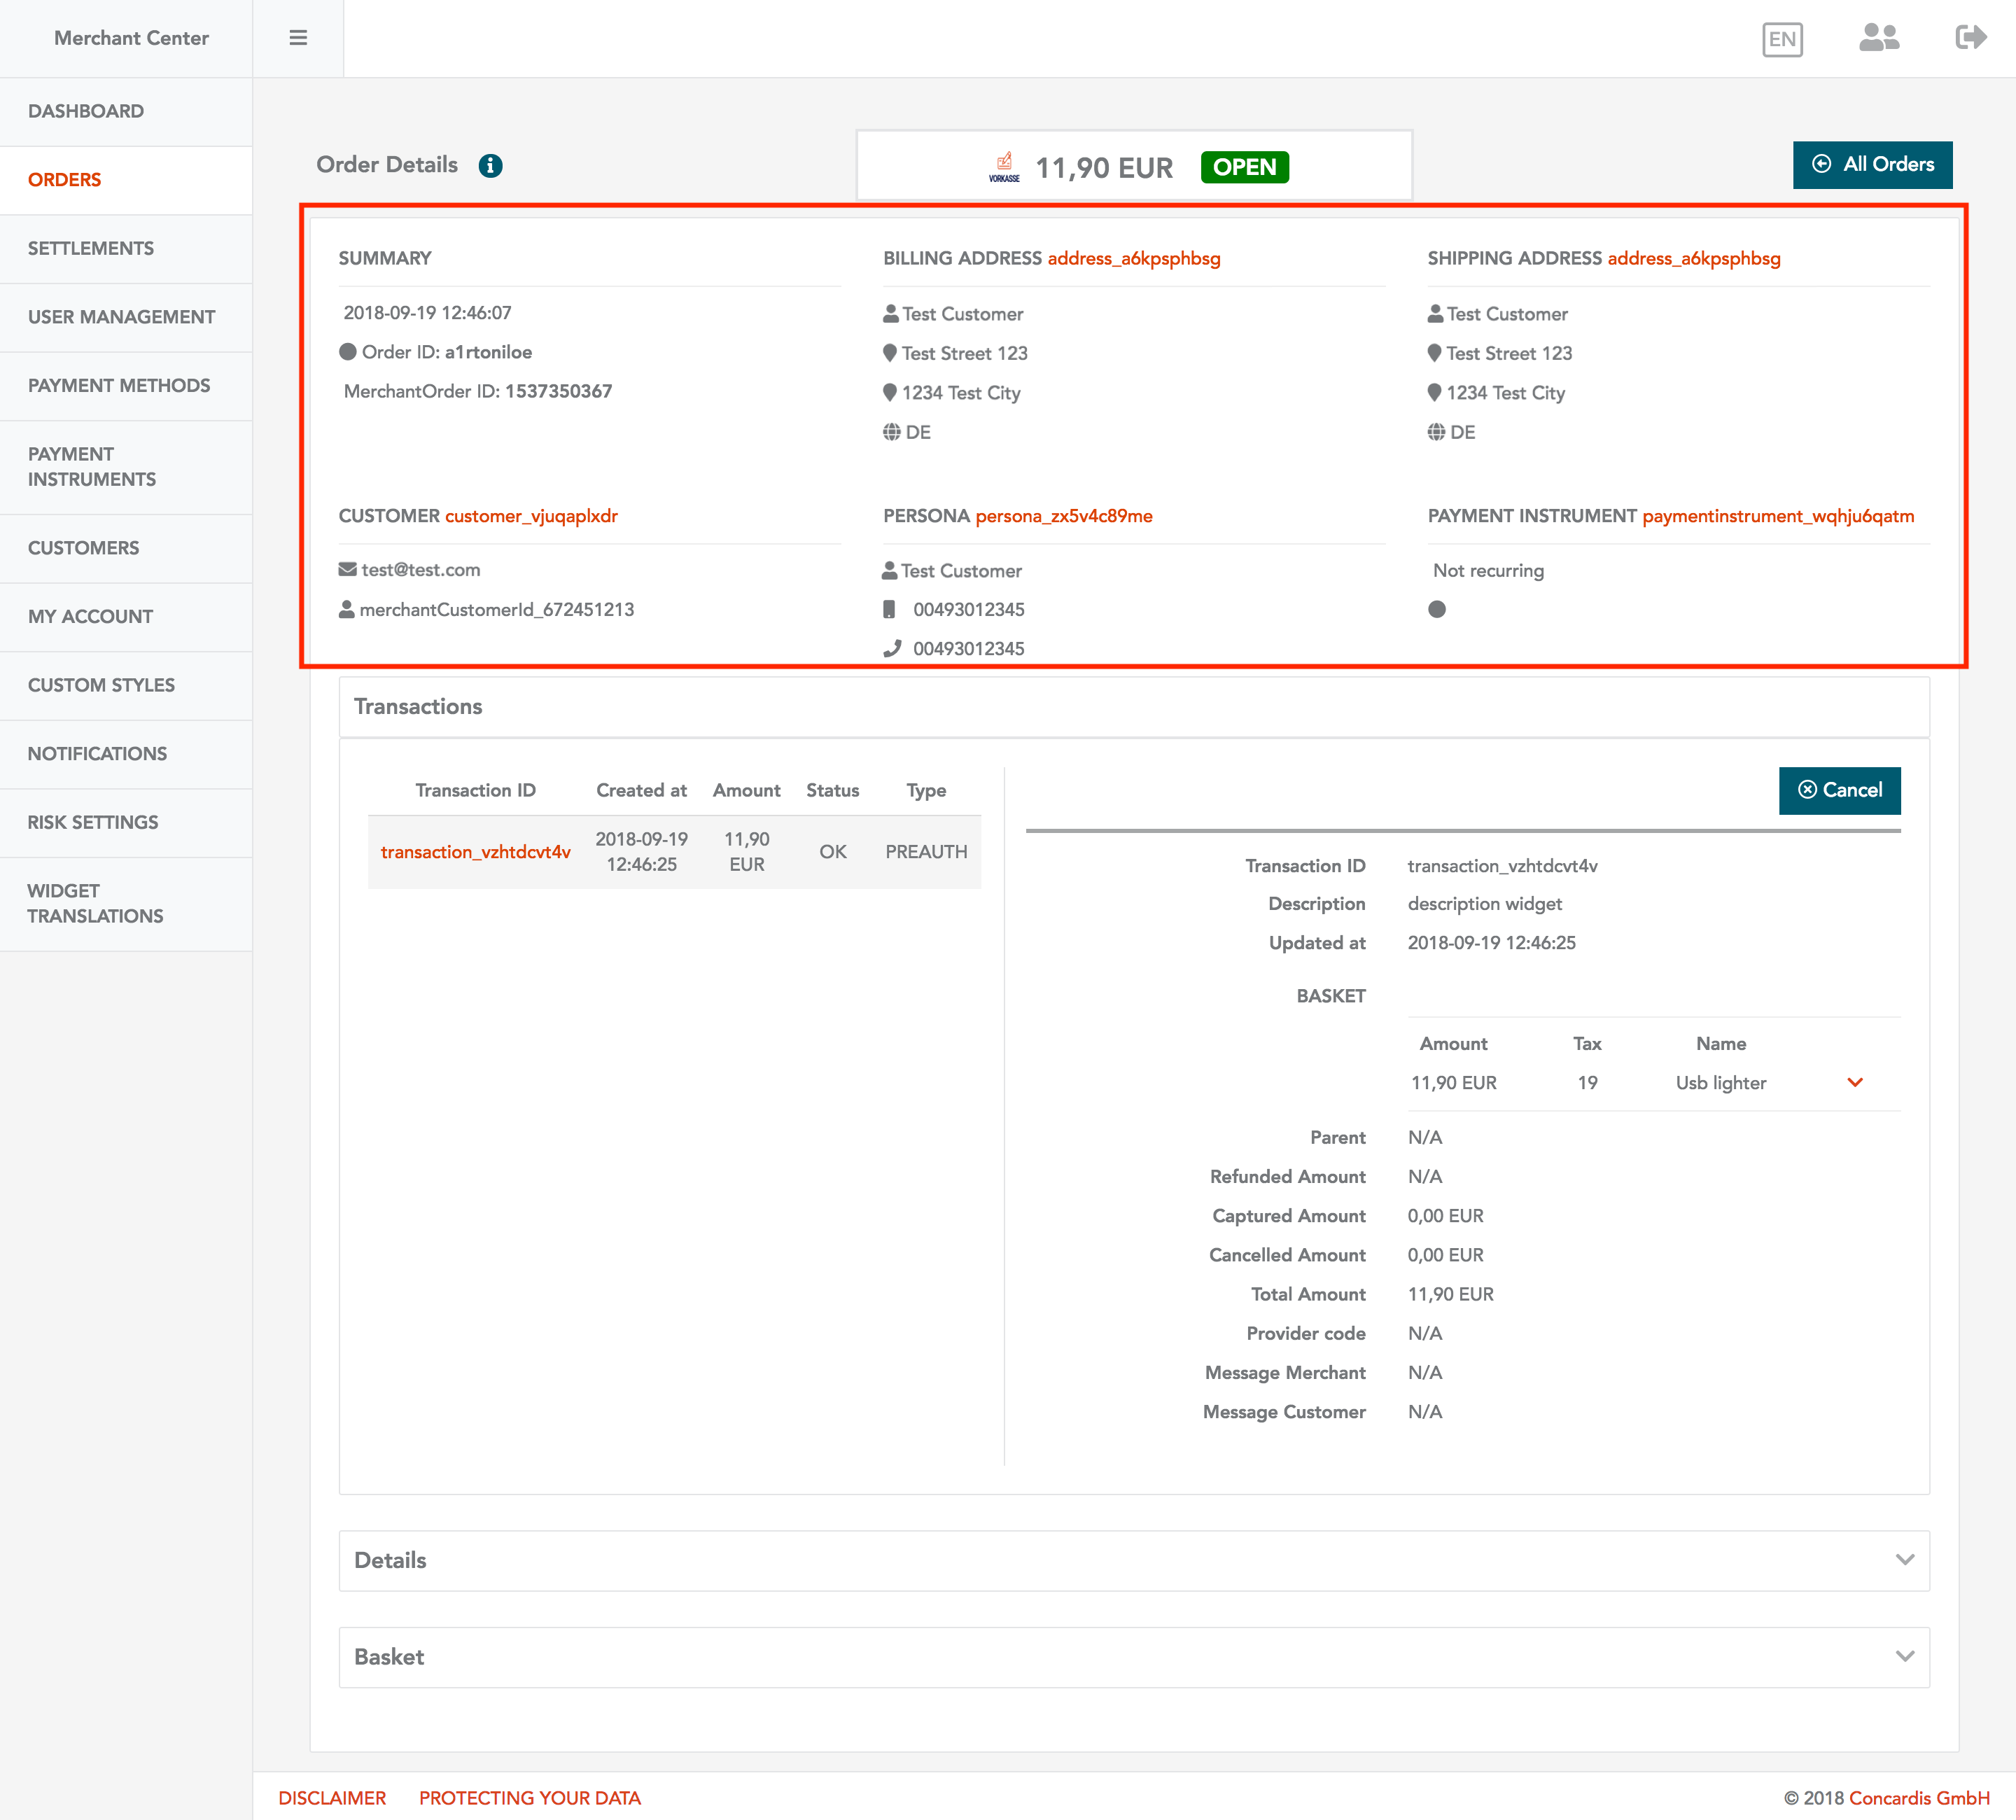 Merchant Center
EN
DASHBOARD
ORDERS
SETTLEMENTS
USER MANAGEMENT
PAYMENT METHODS
PAYMENT
INSTRUMENTS
CUSTOMERS
MY ACCOUNT
CUSTOM STYLES
NOTIFICATIONS
RISK SETTINGS
WIDGET
TRANSLATIONS
Order Details
VORKASSE
11,90 EUR OPEN
All Orders
SUMMARY
2018-09-19 12:46:07
Order ID: a1rtoniloe
MerchantOrder ID: 1537350367
BILLING ADDRESS address_a6kpsphbsg
Test Customer
Test Street 123
1234 Test City
DE
SHIPPING ADDRESS address_a6kpsphbsg
Test Customer
Test Street 123
1234 Test City
DE
CUSTOMER customer_vjuqaplxdr
test@test.com
merchantCustomerId_672451213
PERSONA persona_zx5v4c89me
Test Customer
00493012345
00493012345
PAYMENT INSTRUMENT paymentinstrument_wqhju6qatm
Not recurring
Transactions
Transaction ID Created at Amount Status Type
transaction_vzhtdcvt4v 2018-09-19 12:46:25 11,90 EUR OK PREAUTH
Cancel
Transaction ID transaction_vzhtdcvt4v
Description description widget
Updated at 2018-09-19 12:46:25
BASKET
Amount Tax Name
11,90 EUR 19 Usb lighter
Parent N/A
Refunded Amount N/A
Captured Amount 0,00 EUR
Cancelled Amount 0,00 EUR
Total Amount 11,90 EUR
Provider code N/A
Message Merchant N/A
Message Customer N/A
Details
Basket
DISCLAIMER PROTECTING YOUR DATA
© 2018 Concardis GmbH